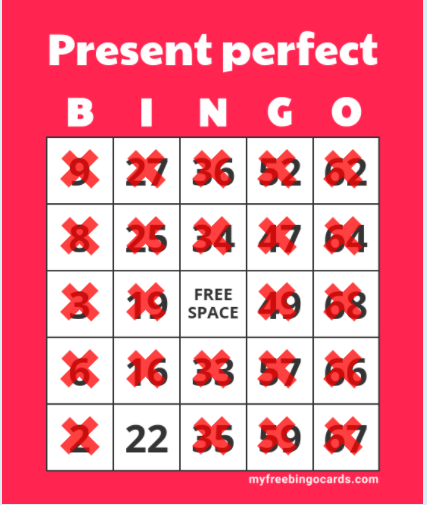 Present perfect
B I N G O
9 27 36 52 62
8 25 34 47 64
3 19 FREE SPACE 49 68
6 16 33 57 66
2 22 35 59 67
myfreebingocards.com